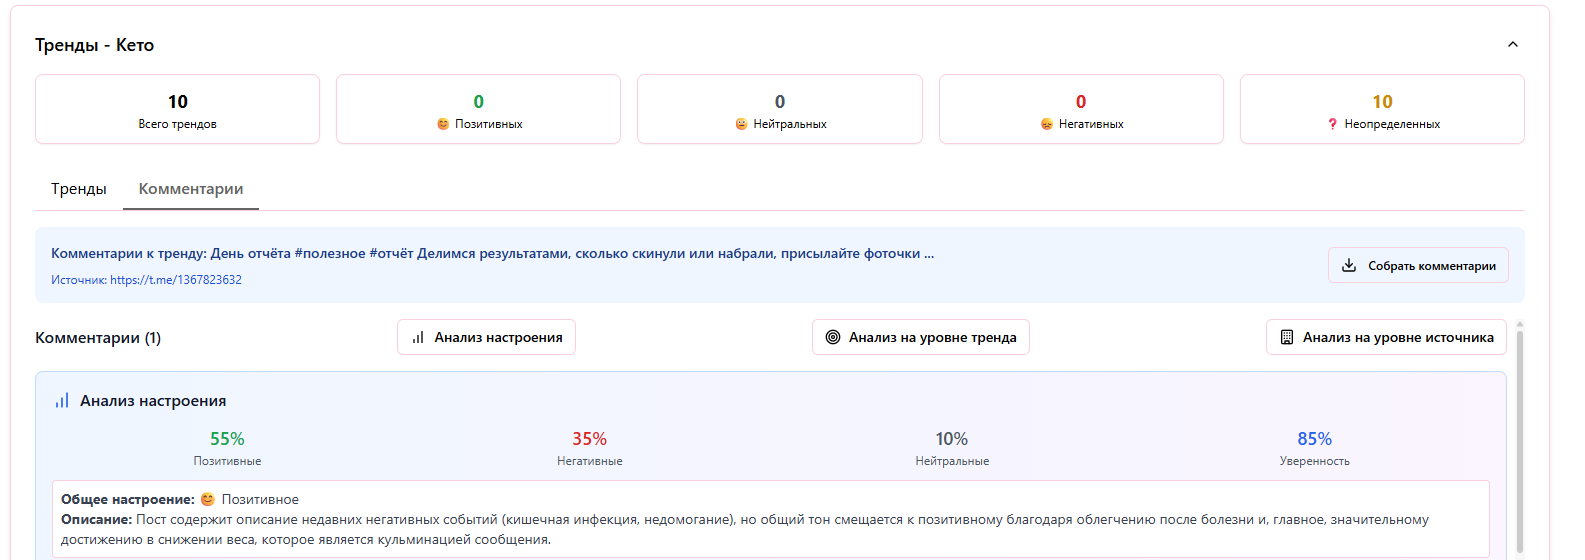 Тренды - Кето
10
Всего трендов
0
😊 Позитивных
0
😐 Нейтральных
0
😞 Негативных
10
❓ Неопределенных
Тренды
Комментарии
Комментарии к тренду: День отчёта #полезное #отчёт Делимся результатами, сколько скинули или набрали, присылайте фоточки ...
Источник: https://t.me/1367823632
Собрать комментарии
Комментарии (1)
Анализ настроения
Анализ на уровне тренда
Анализ на уровне источника
Анализ настроения
55%
Позитивные
35%
Негативные
10%
Нейтральные
85%
Уверенность
Общее настроение: 😊 Позитивное
Описание: Пост содержит описание недавних негативных событий (кишечная инфекция, недомогание), но общий тон смещается к позитивному благодаря облегчению после болезни и, главное, значительному
достижению в снижении веса, которое является кульминацией сообщения.